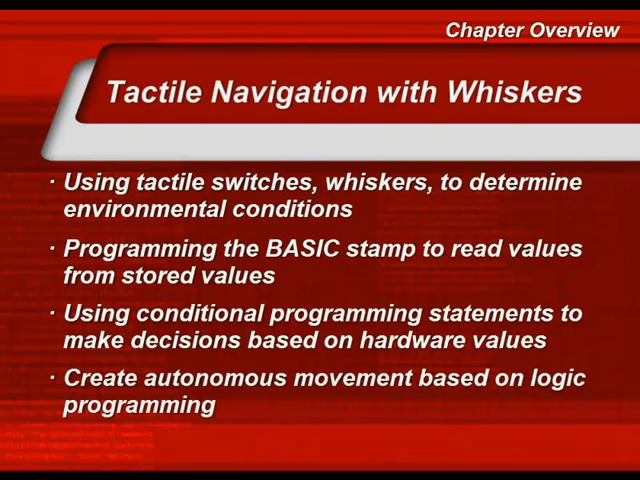 Chapter Overview
Tactile Navigation with Whiskers
· Using tactile switches, whiskers, to determine
environmental conditions
· Programming the BASIC stamp to read values
from stored values
· Using conditional programming statements to
make decisions based on hardware values
· Create autonomous movement based on logic
programming